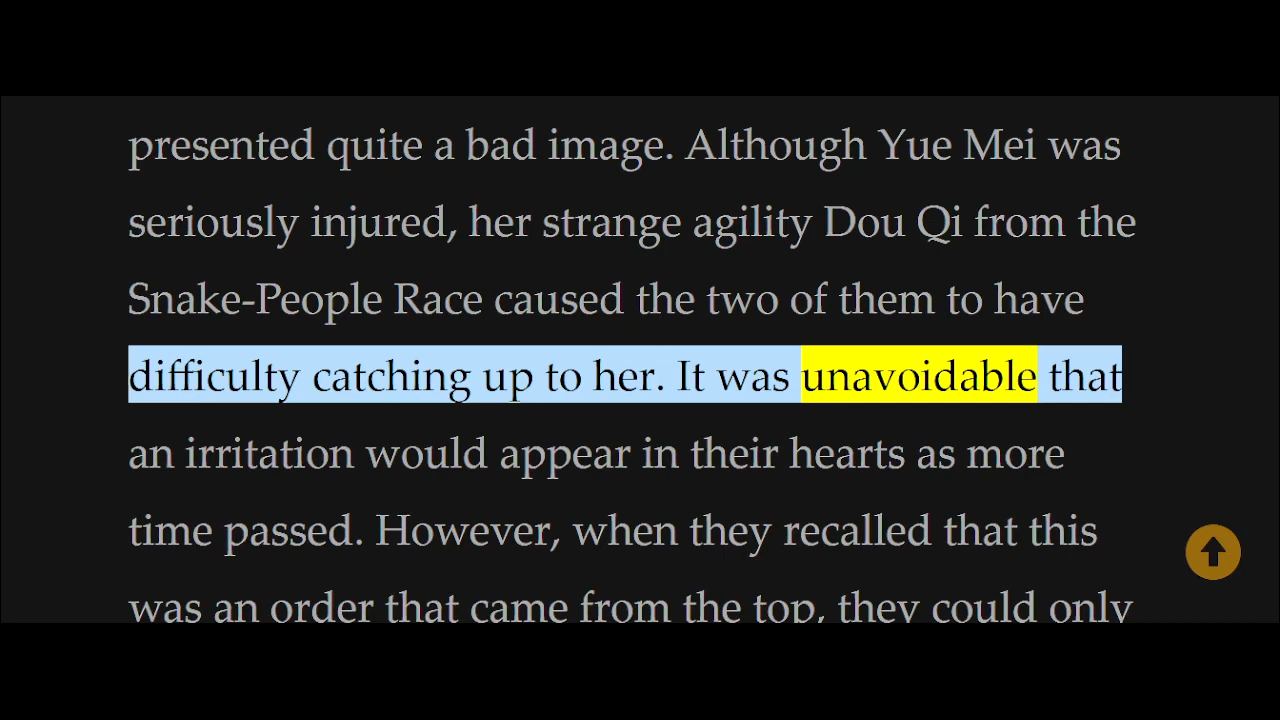 presented quite a bad image. Although Yue Mei was
seriously injured, her strange agility Dou Qi from the
Snake-People Race caused the two of them to have
difficulty catching up to her. It was unavoidable that
an irritation would appear in their hearts as more
time passed. However, when they recalled that this
was an order that came from the top, they could only